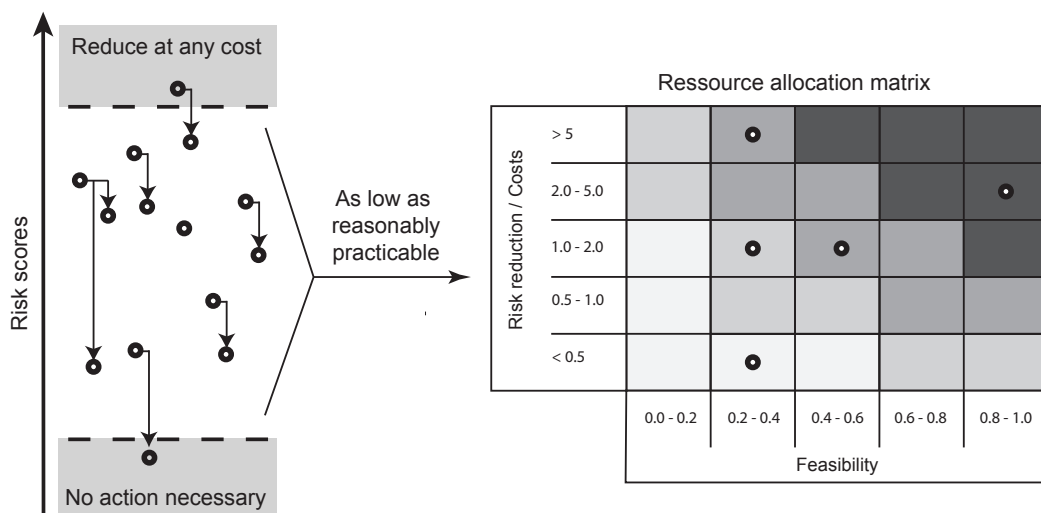 Reduce at any cost
Risk scores
As low as
reasonably
practicable
No action necessary
Ressource allocation matrix
Risk reduction / Costs
> 5
2.0 - 5.0
1.0 - 2.0
0.5 - 1.0
< 0.5
0.0 - 0.2 0.2 - 0.4 0.4 - 0.6 0.6 - 0.8 0.8 - 1.0
Feasibility